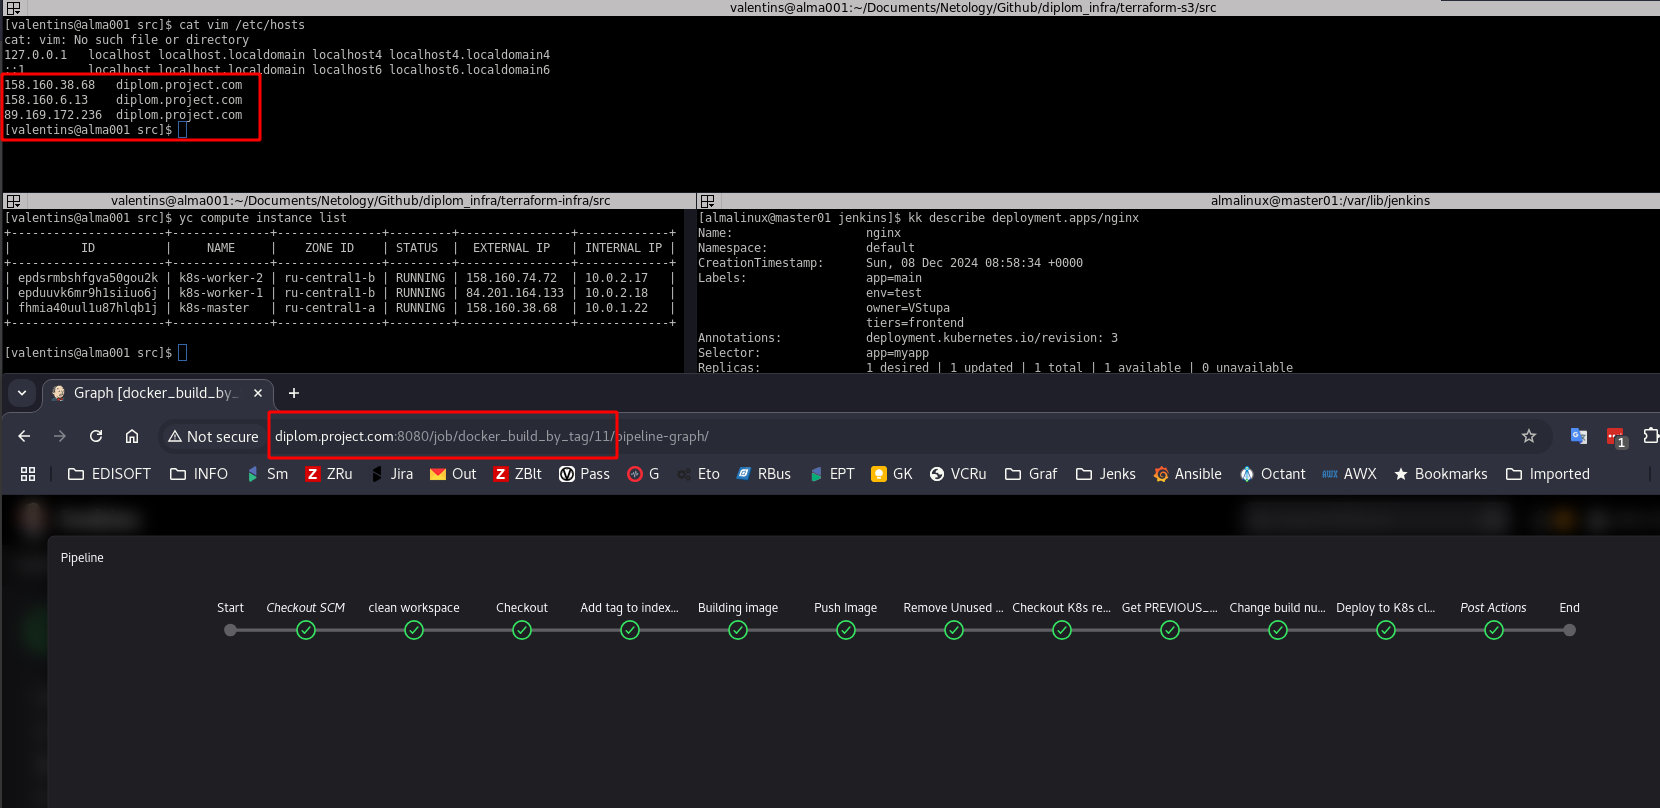 valentins@alma001:~/Documents/Netology/Github/diplom_infra/terraform-s3/src
[valentins@alma001 src]$ cat vim /etc/hosts
cat: vim: No such file or directory
127.0.0.1   localhost localhost.localdomain localhost4 localhost4.localdomain4
::1         localhost localhost.localdomain localhost6 localhost6.localdomain6
158.160.38.68   diplom.project.com
158.160.6.13    diplom.project.com
89.169.172.236  diplom.project.com
[valentins@alma001 src]$
valentins@alma001:~/Documents/Netology/Github/diplom_infra/terraform-infra/src
[valentins@alma001 src]$ yc compute instance list
+----------------------+--------------+---------------+---------+----------------+-------------+
|          ID          |     NAME     |    ZONE ID    | STATUS  |  EXTERNAL IP   | INTERNAL IP |
+----------------------+--------------+---------------+---------+----------------+-------------+
| epdsrmbshfgva50gou2k | k8s-worker-2 | ru-central1-b | RUNNING | 158.160.74.72  | 10.0.2.17   |
| epduuvk6mr9h1siiuo6j | k8s-worker-1 | ru-central1-b | RUNNING | 84.201.164.133 | 10.0.2.18   |
| fhmia40uul1u87hlqb1j | k8s-master   | ru-central1-a | RUNNING | 158.160.38.68  | 10.0.1.22   |
+----------------------+--------------+---------------+---------+----------------+-------------+
[valentins@alma001 src]$
almalinux@master01:/var/lib/jenkins
[almalinux@master01 jenkins]$ kk describe deployment.apps/nginx
Name:                   nginx
Namespace:              default
CreationTimestamp:      Sun, 08 Dec 2024 08:58:34 +0000
Labels:                 app=main
                        env=test
                        owner=VStupa
                        tiers=frontend
Annotations:            deployment.kubernetes.io/revision: 3
Selector:               app=myapp
Replicas:               1 desired | 1 updated | 1 total | 1 available | 0 unavailable
Graph [docker_build_by_
Not secure diplom.project.com:8080/job/docker_build_by_tag/11/pipeline-graph/
1
EDISOFT INFO Sm ZRu Jira Out ZBlt Pass G Eto RBus EPT GK VCRu Graf Jenks Ansible Octant AWX Bookmarks Imported
Pipeline
Start Checkout SCM clean workspace Checkout Add tag to index... Building image Push Image Remove Unused ... Checkout K8s re... Get PREVIOUS_... Change build nu... Deploy to K8s cl... Post Actions End